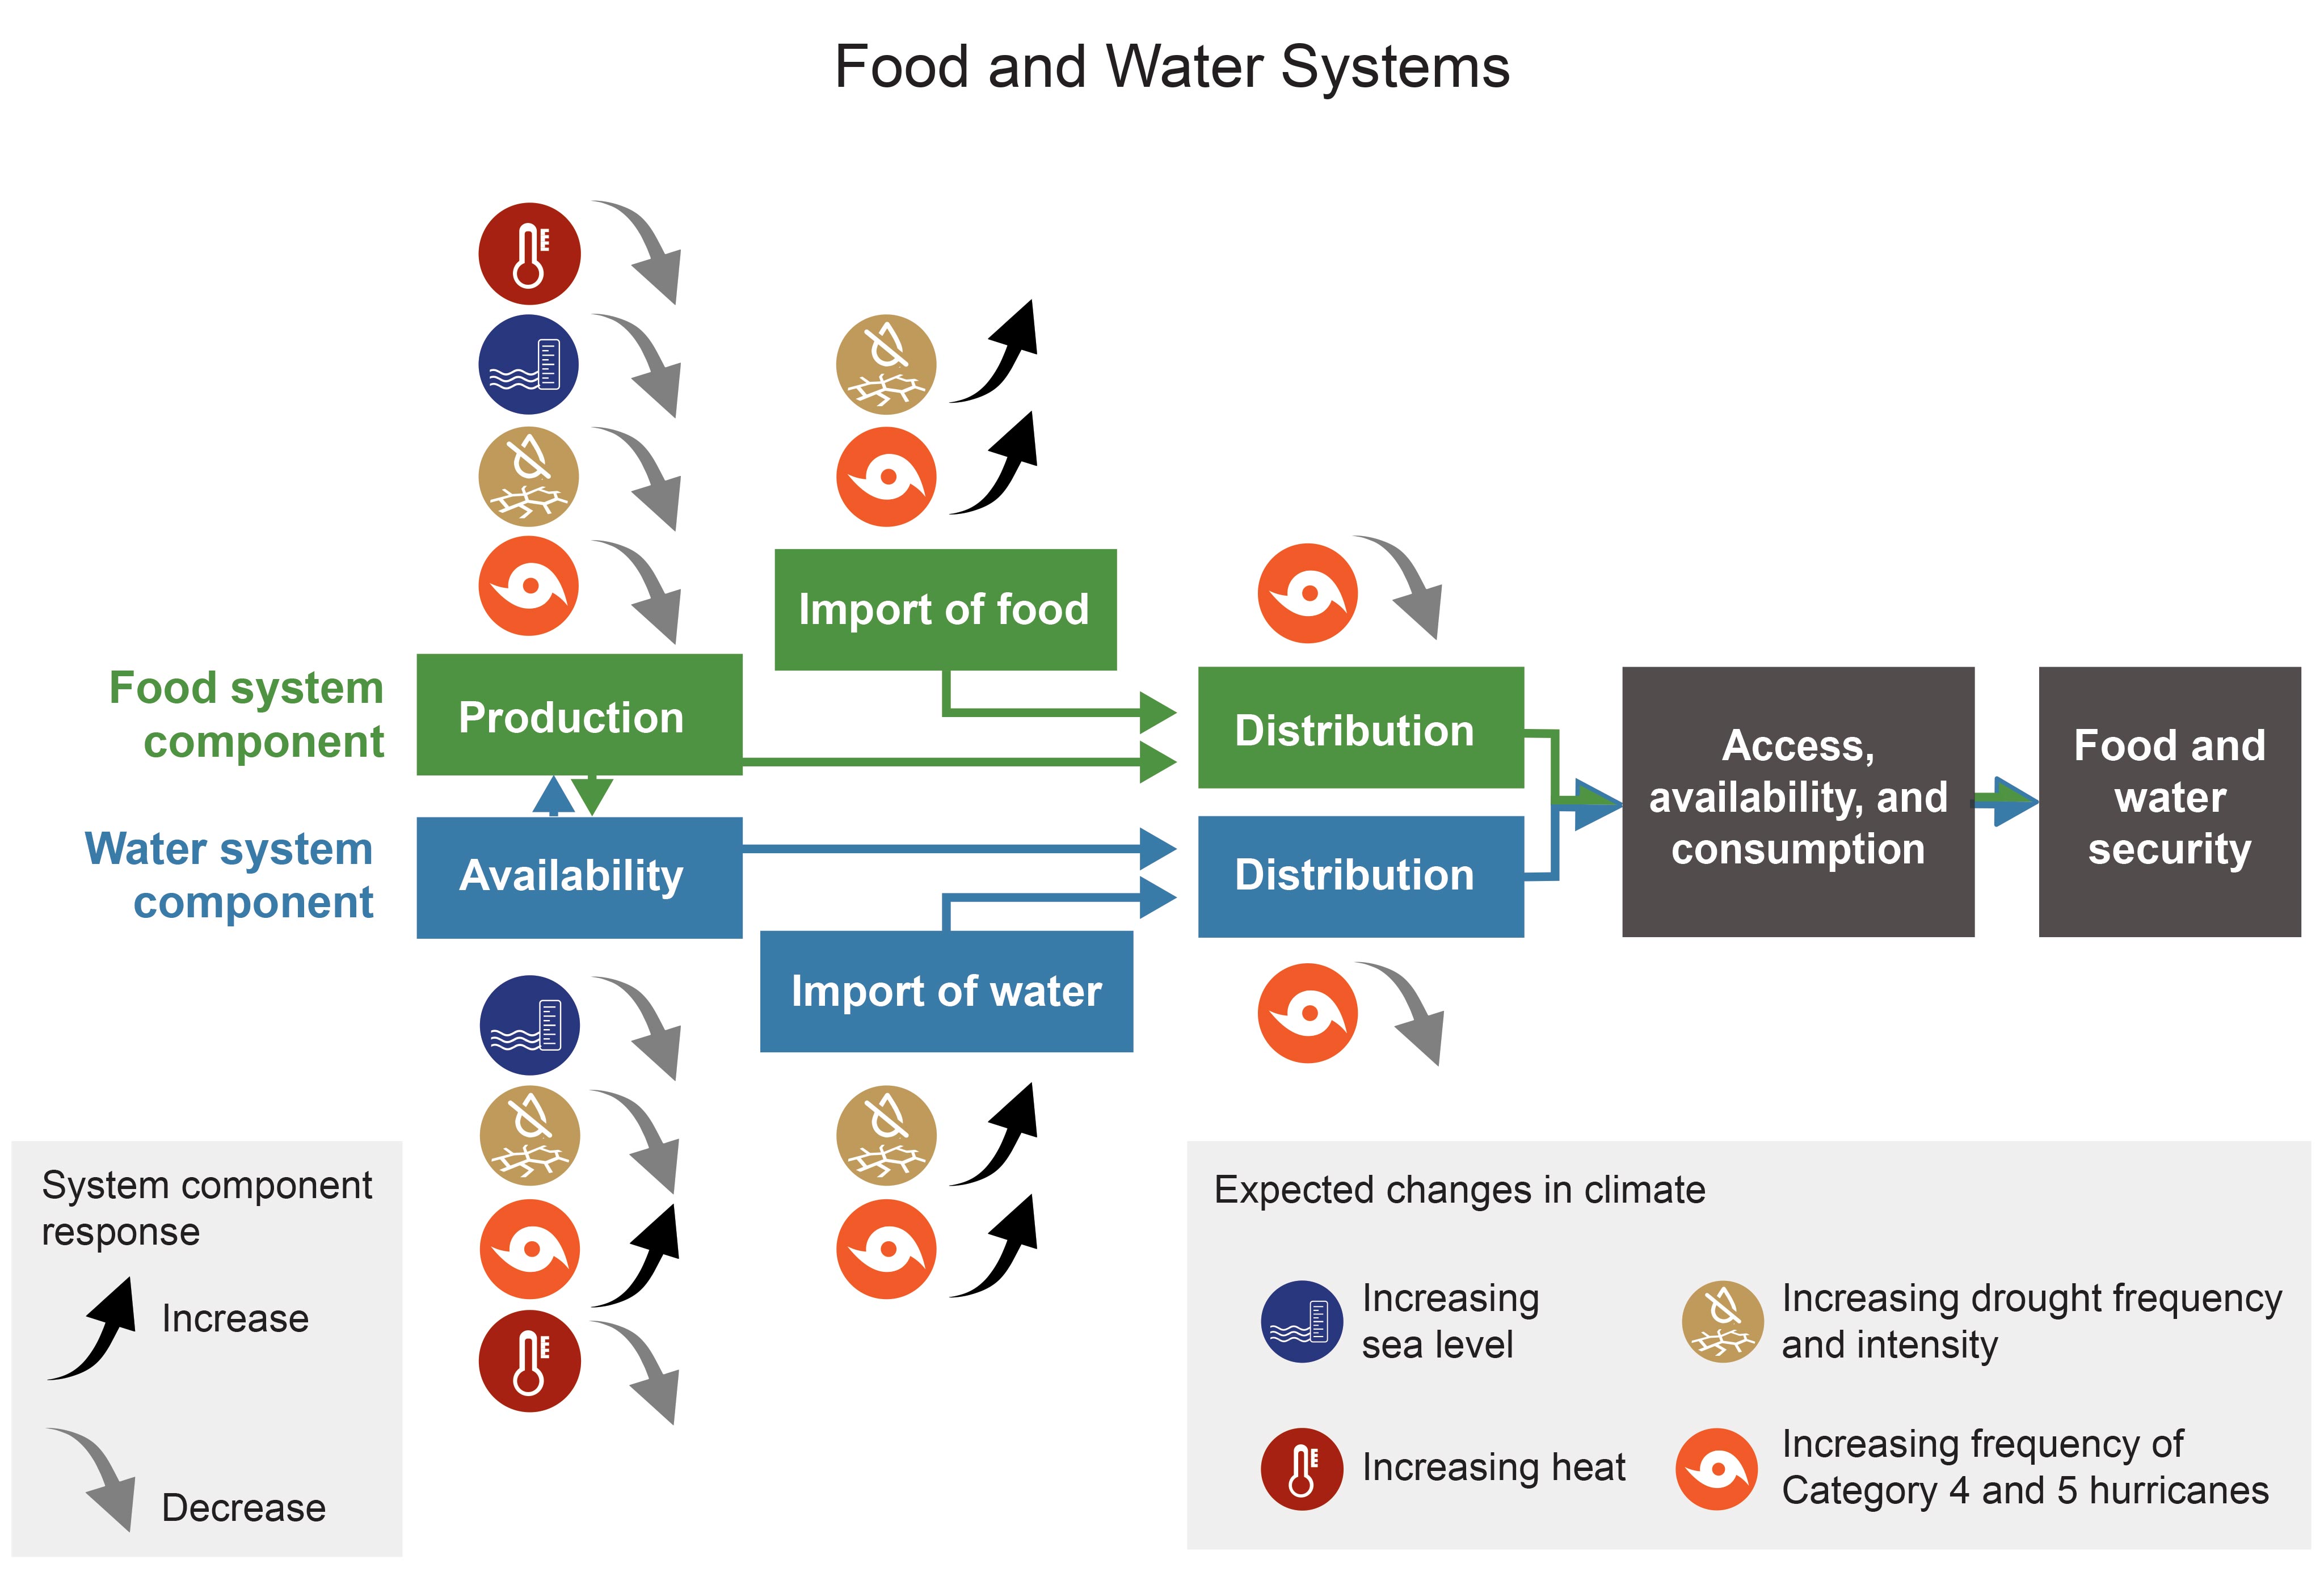 Food and Water Systems
Import of food
Food system
component
Production
Distribution
Access,
availability, and
consumption
Food and
water
security
Water system
component
Availability
Distribution
Import of water
System component
response
Increase
Decrease
Expected changes in climate
Increasing
sea level
Increasing drought frequency
and intensity
Increasing heat
Increasing frequency of
Category 4 and 5 hurricanes